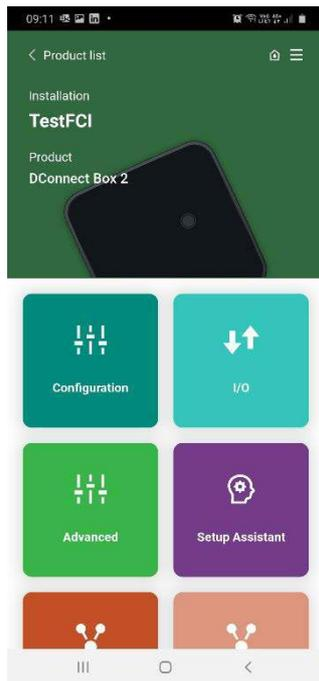 09:11
Product list
Installation
TestFCI
Product
DConnect Box 2
Configuration
I/O
Advanced
Setup Assistant